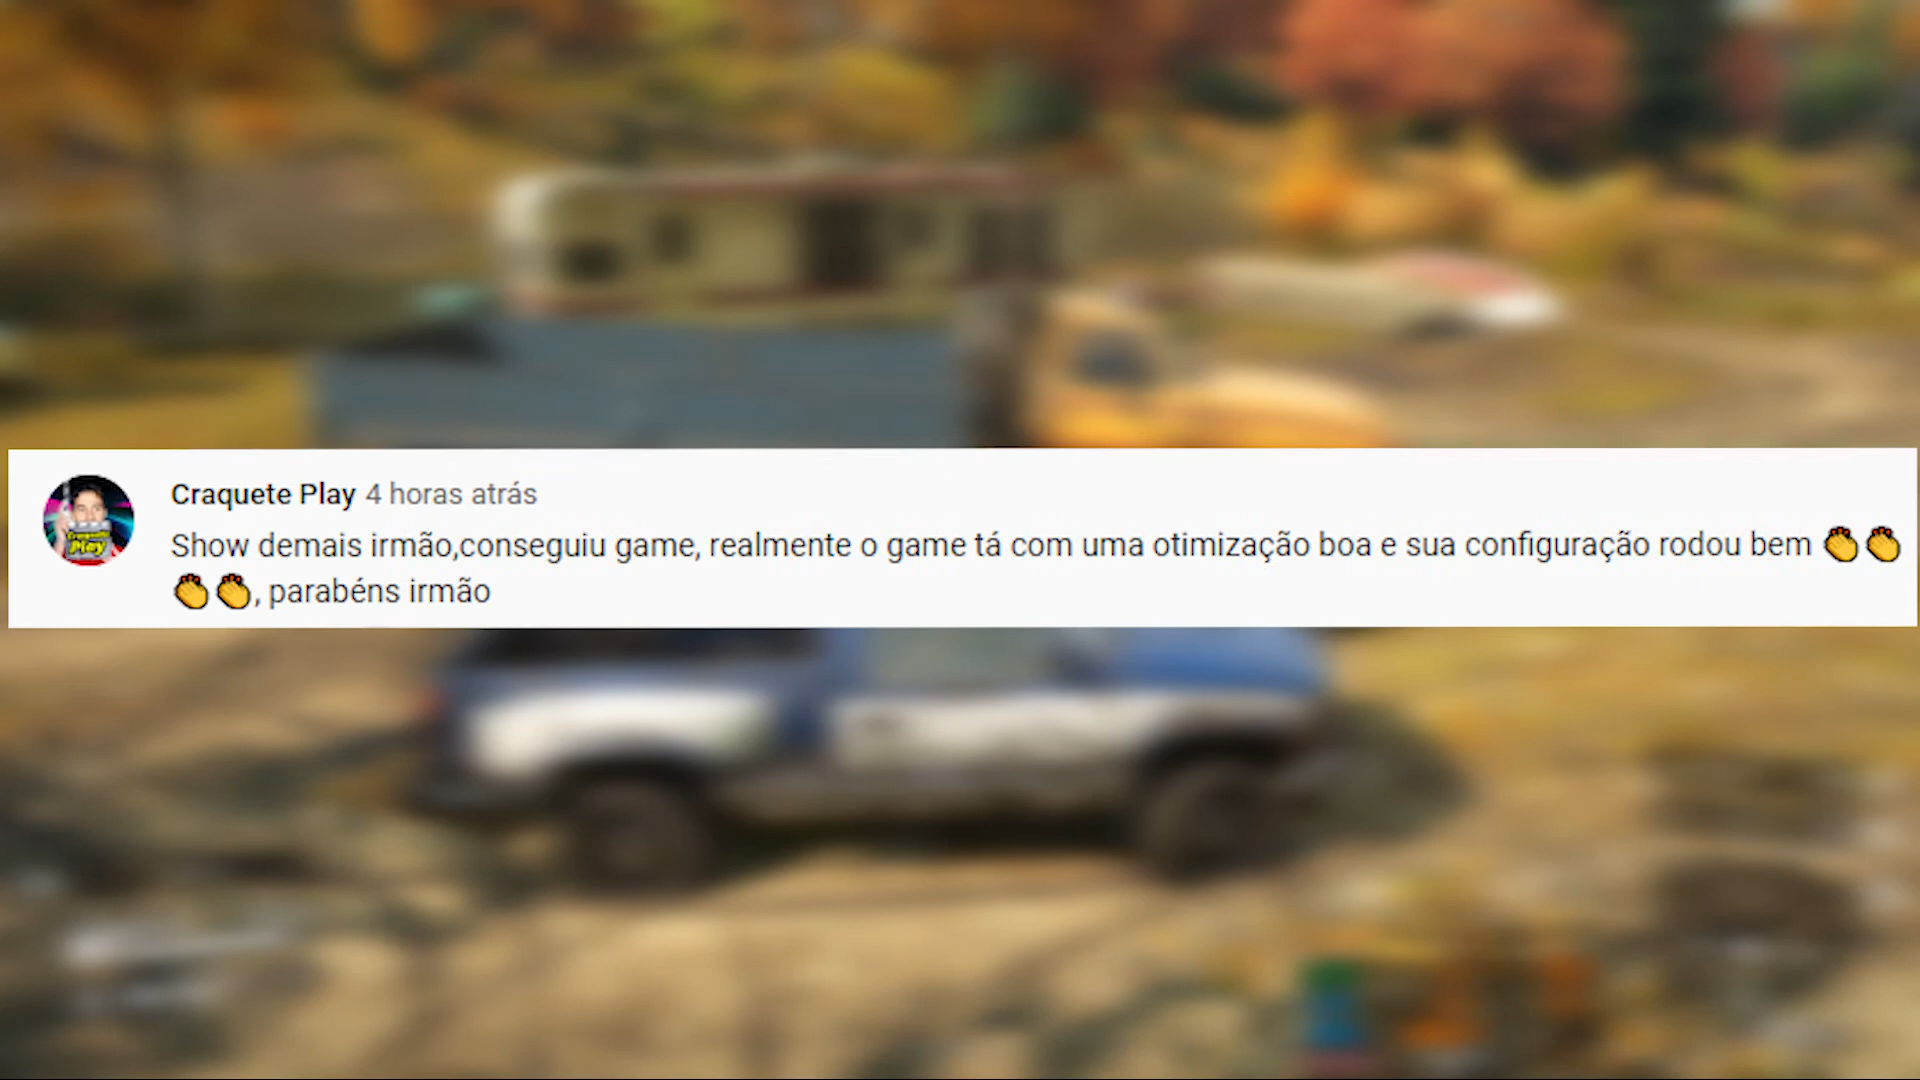 Craquete Play 4 horas atrás
Show demais irmão,conseguiu game, realmente o game tá com uma otimização boa e sua configuração rodou bem 👏👏
👏👏, parabéns irmão